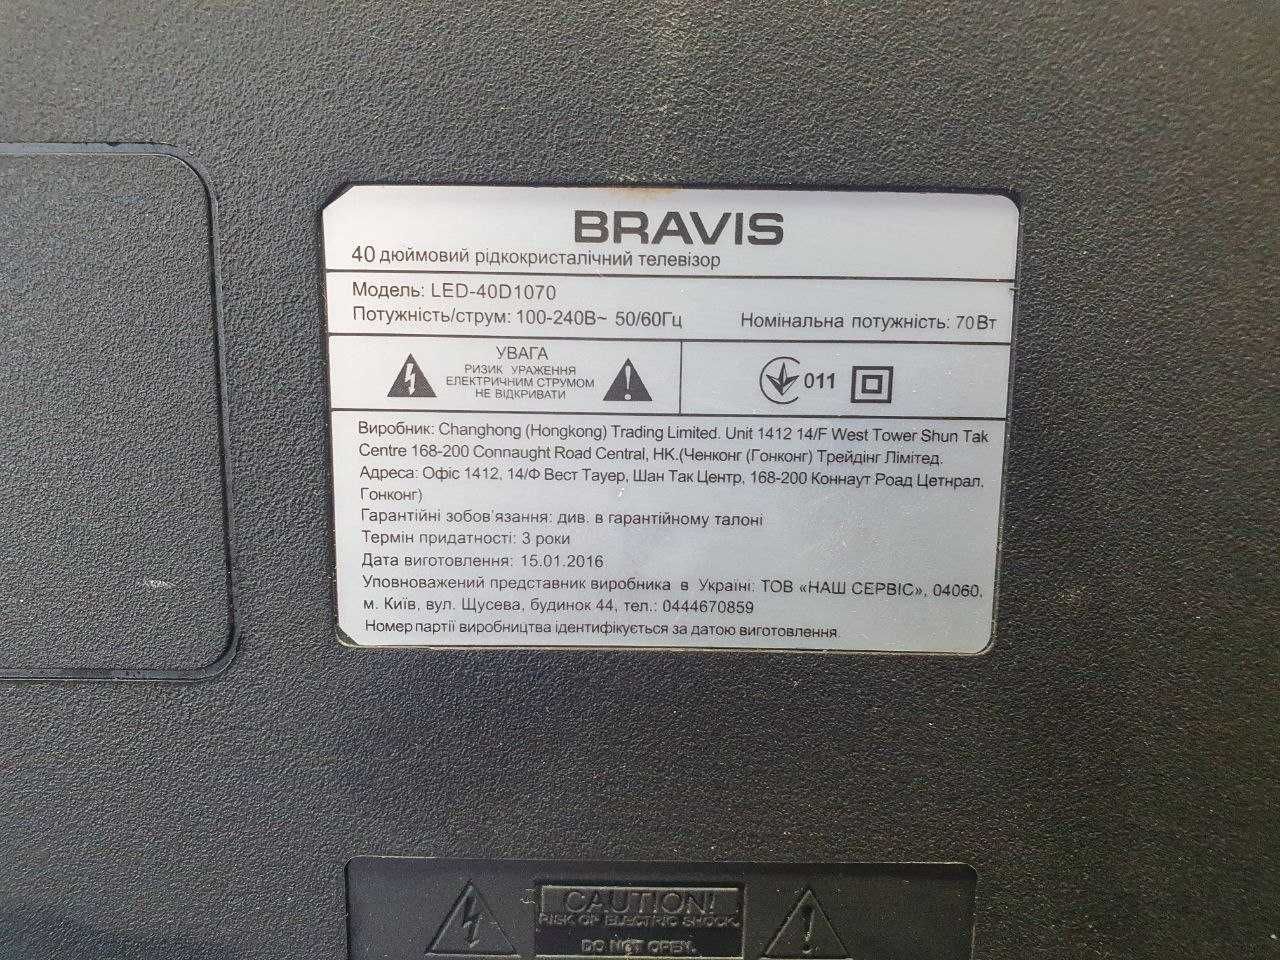 BRAVIS
40 дюймовий рідкокристалічний телевізор
Модель: LED-40D1070
Потужність/струм: 100-240В~ 50/60Гц Номінальна потужність: 70Вт
УВАГА
РИЗИК УРАЖЕННЯ
ЕЛЕКТРИЧНИМ СТРУМОМ
НЕ ВІДКРИВАТИ
011
Виробник: Changhong (Hongkong) Trading Limited. Unit 1412 14/F West Tower Shun Tak
Centre 168-200 Connaught Road Central, HK.(Ченконг (Гонконг) Трейдінг Лімітед.
Адреса: Офіс 1412, 14/Ф Вест Тауер, Шан Так Центр, 168-200 Коннаут Роад Цетнрал,
Гонконг)
Гарантійні зобов'язання: див. в гарантійному талоні
Термін придатності: 3 роки
Дата виготовлення: 15.01.2016
Уповноважений представник виробника в Україні: ТОВ «НАШ СЕРВІС», 04060,
м. Київ, вул. Щусева, будинок 44, тел.: 0444670859
Номер партії виробництва ідентифікується за датою виготовлення.
CAUTION!
RISK OF ELECTRIC SHOCK.
DO NOT OPEN.